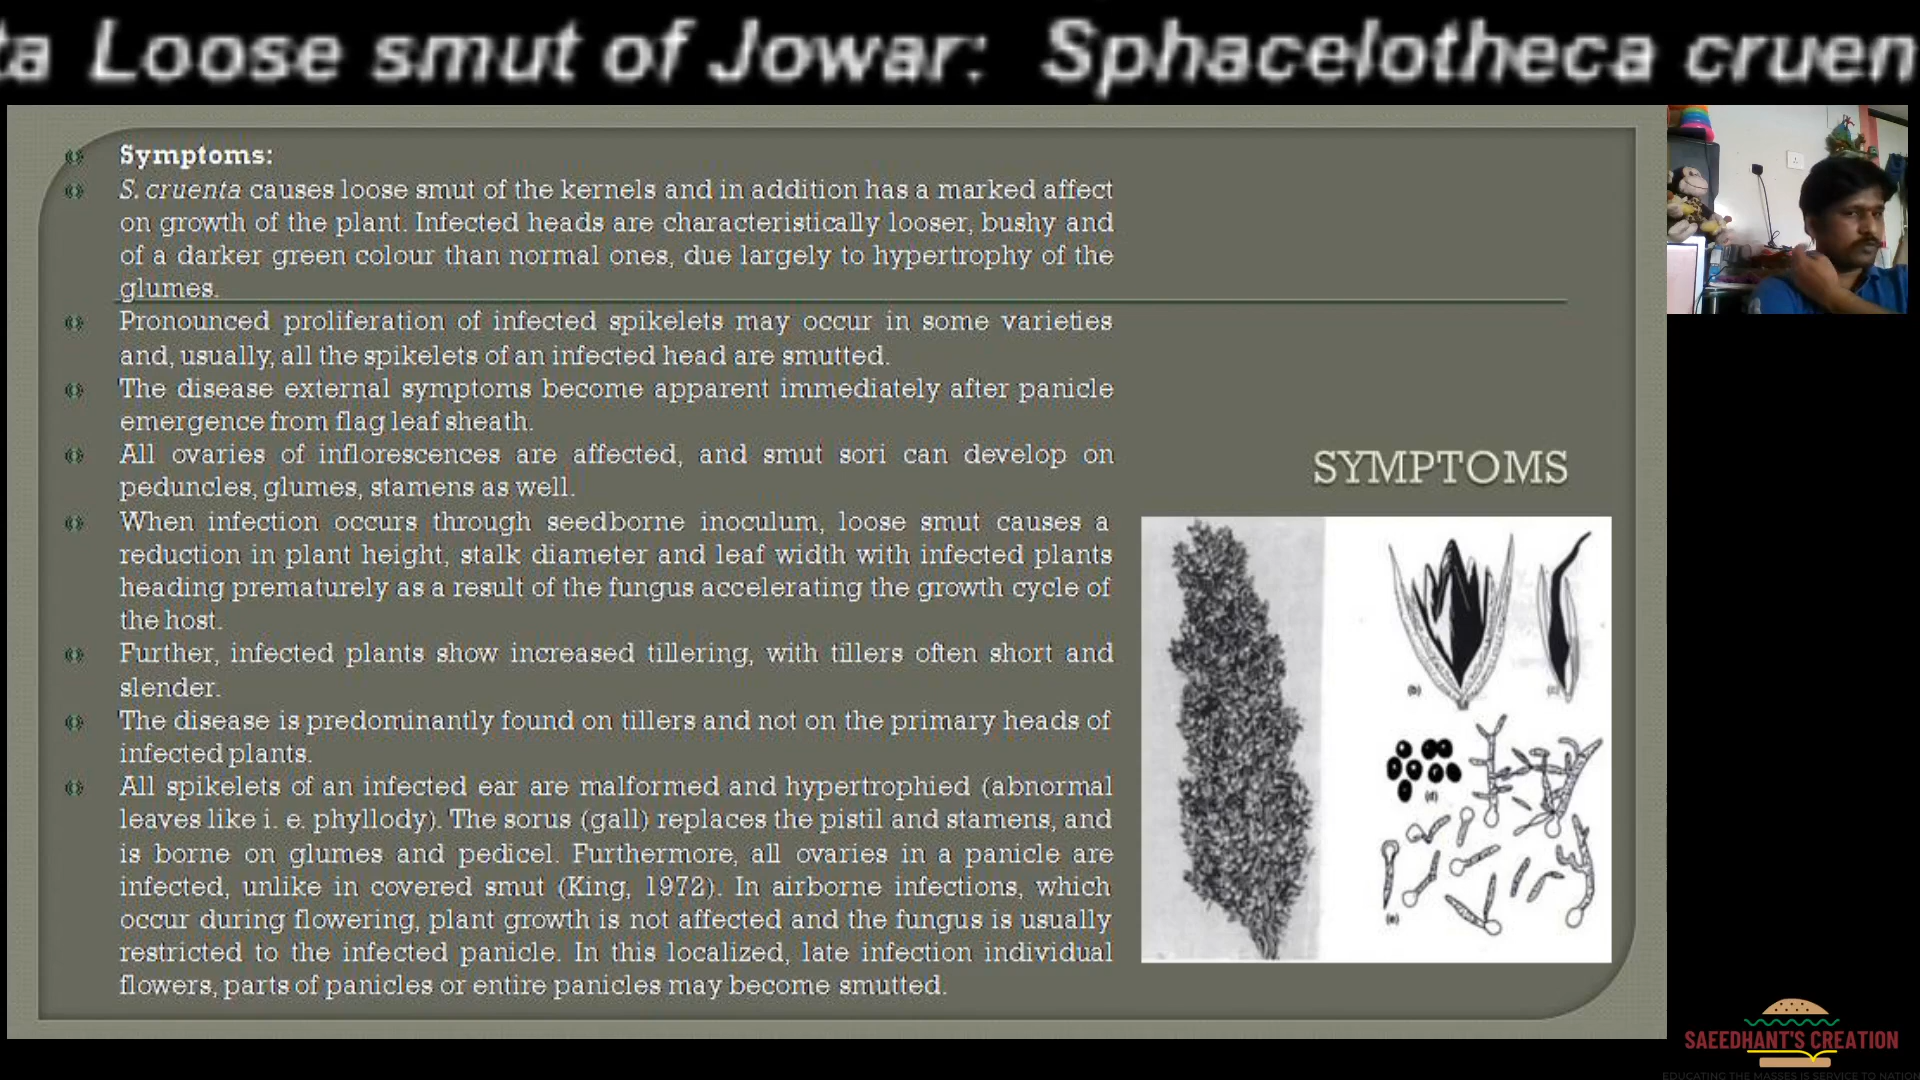 ta Loose smut of Jowar: Sphacelotheca cruen
Symptoms:
S. cruenta causes loose smut of the kernels and in addition has a marked affect
on growth of the plant. Infected heads are characteristically looser, bushy and
of a darker green colour than normal ones, due largely to hypertrophy of the
glumes.
Pronounced proliferation of infected spikelets may occur in some varieties
and, usually, all the spikelets of an infected head are smutted.
The disease external symptoms become apparent immediately after panicle
emergence from flag leaf sheath.
All ovaries of inflorescences are affected, and smut sori can develop on
peduncles, glumes, stamens as well.
When infection occurs through seedborne inoculum, loose smut causes a
reduction in plant height, stalk diameter and leaf width with infected plants
heading prematurely as a result of the fungus accelerating the growth cycle of
the host.
Further, infected plants show increased tillering, with tillers often short and
slender.
The disease is predominantly found on tillers and not on the primary heads of
infected plants.
All spikelets of an infected ear are malformed and hypertrophied (abnormal
leaves like i. e. phyllody). The sorus (gall) replaces the pistil and stamens, and
is borne on glumes and pedicel. Furthermore, all ovaries in a panicle are
infected, unlike in covered smut (King, 1972). In airborne infections, which
occur during flowering, plant growth is not affected and the fungus is usually
restricted to the infected panicle. In this localized, late infection individual
flowers, parts of panicles or entire panicles may become smutted.
SYMPTOMS
(b)
(c)
(d)
(e)
SAEEDHANT'S CREATION
EDUCATING THE MASSES IS SERVICE TO NATION